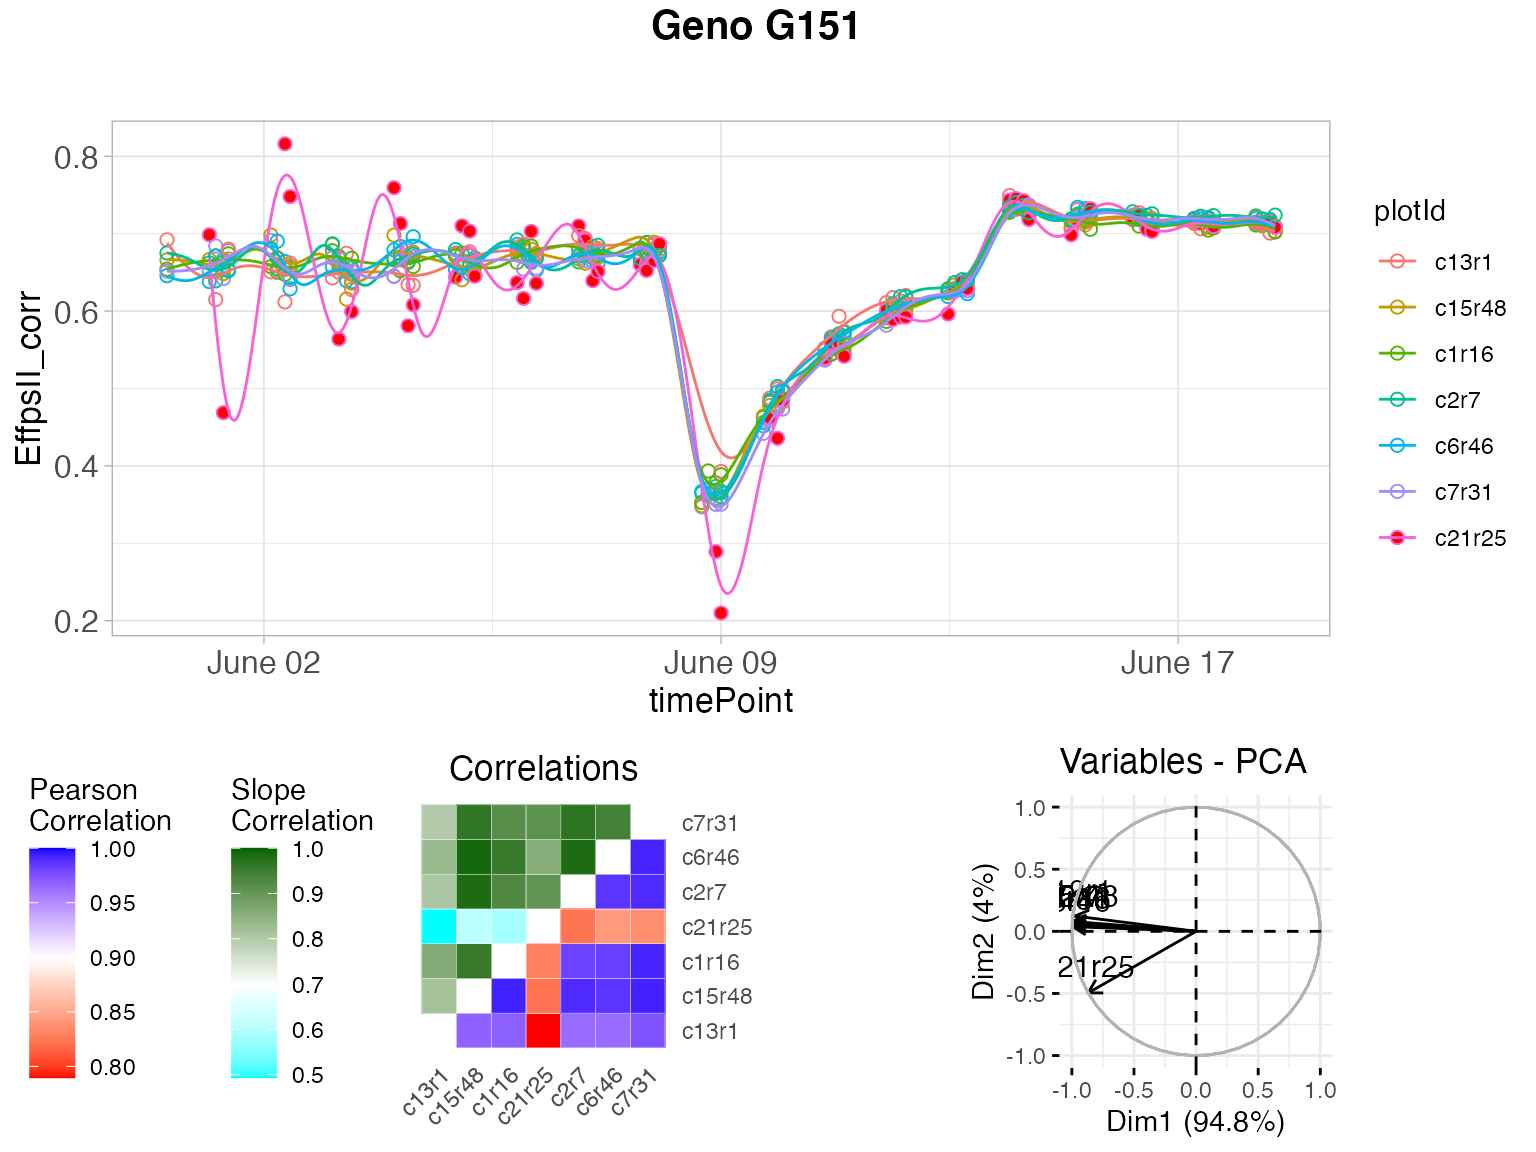 Geno G151
EffpsII_corr
0.8
0.6
0.4
0.2
June 02
June 09
June 17
timePoint
plotId
c13r1
c15r48
c1r16
c2r7
c6r46
c7r31
c21r25
Pearson
Correlation
1.00
0.95
0.90
0.85
0.80
Slope
Correlation
1.0
0.9
0.8
0.7
0.6
0.5
Correlations
c7r31
c6r46
c2r7
c21r25
c1r16
c15r48
c13r1
c13r1
c15r48
c1r16
c21r25
c2r7
c6r46
c7r31
Variables - PCA
Dim2 (4%)
1.0
0.5
0.0
-0.5
-1.0
21r25
-1.0
-0.5
0.0
0.5
1.0
Dim1 (94.8%)